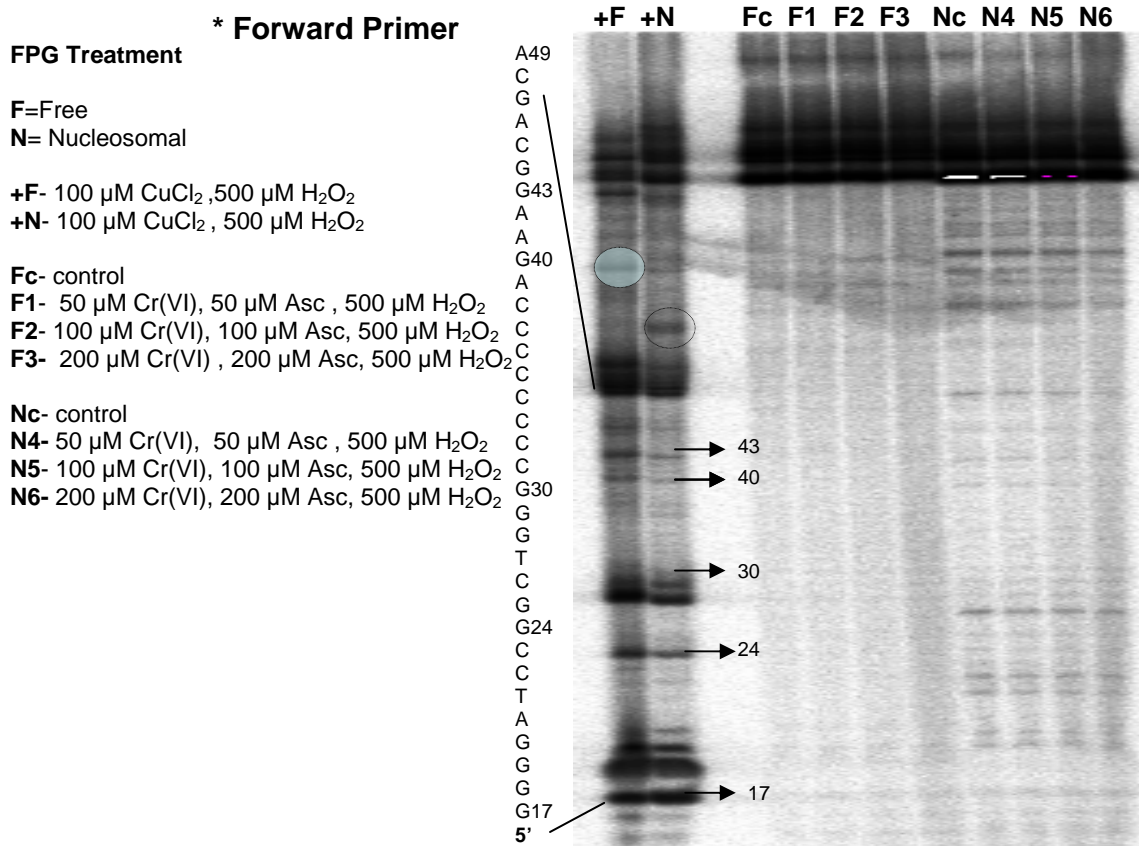 * Forward Primer
FPG Treatment
F=Free
N= Nucleosomal
+F- 100 µM CuCl₂ ,500 µM H₂O₂
+N- 100 µM CuCl₂ , 500 µM H₂O₂
Fc- control
F1- 50 µM Cr(VI), 50 µM Asc , 500 µM H₂O₂
F2- 100 µM Cr(VI), 100 µM Asc, 500 µM H₂O₂
F3- 200 µM Cr(VI) , 200 µM Asc, 500 µM H₂O₂
Nc- control
N4- 50 µM Cr(VI), 50 µM Asc , 500 µM H₂O₂
N5- 100 µM Cr(VI), 100 µM Asc, 500 µM H₂O₂
N6- 200 µM Cr(VI), 200 µM Asc, 500 µM H₂O₂
A49
C
G
A
C
G
G43
A
A
G40
A
C
C
C
C
C
C
C
C
G30
G
G
T
C
G
G24
C
C
T
A
G
G
G
G17
5’
+F +N Fc F1 F2 F3 Nc N4 N5 N6
43
40
30
24
17